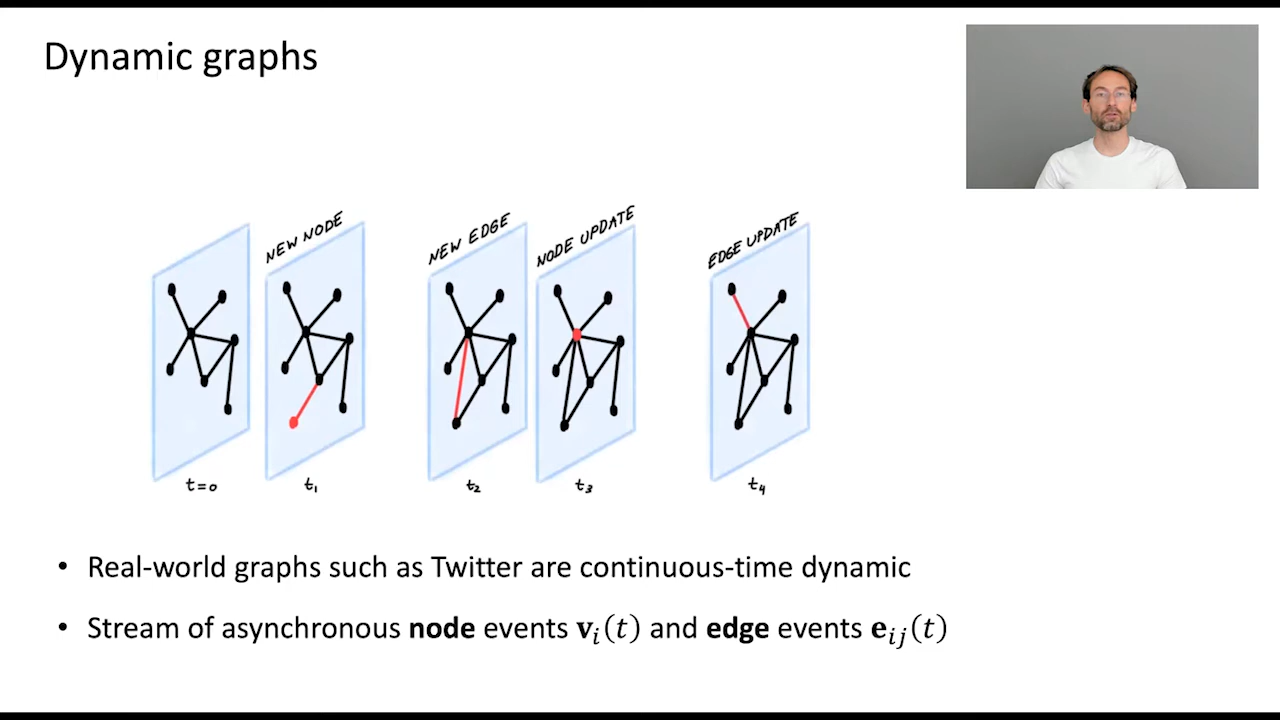 Dynamic graphs
NEW NODE
NEW EDGE
NODE UPDATE
EDGE UPDATE
t=0
t₁
t₂
t₃
t₄
• Real-world graphs such as Twitter are continuous-time dynamic
• Stream of asynchronous node events 𝐯ᵢ(𝑡) and edge events 𝐞ᵢⱼ(𝑡)